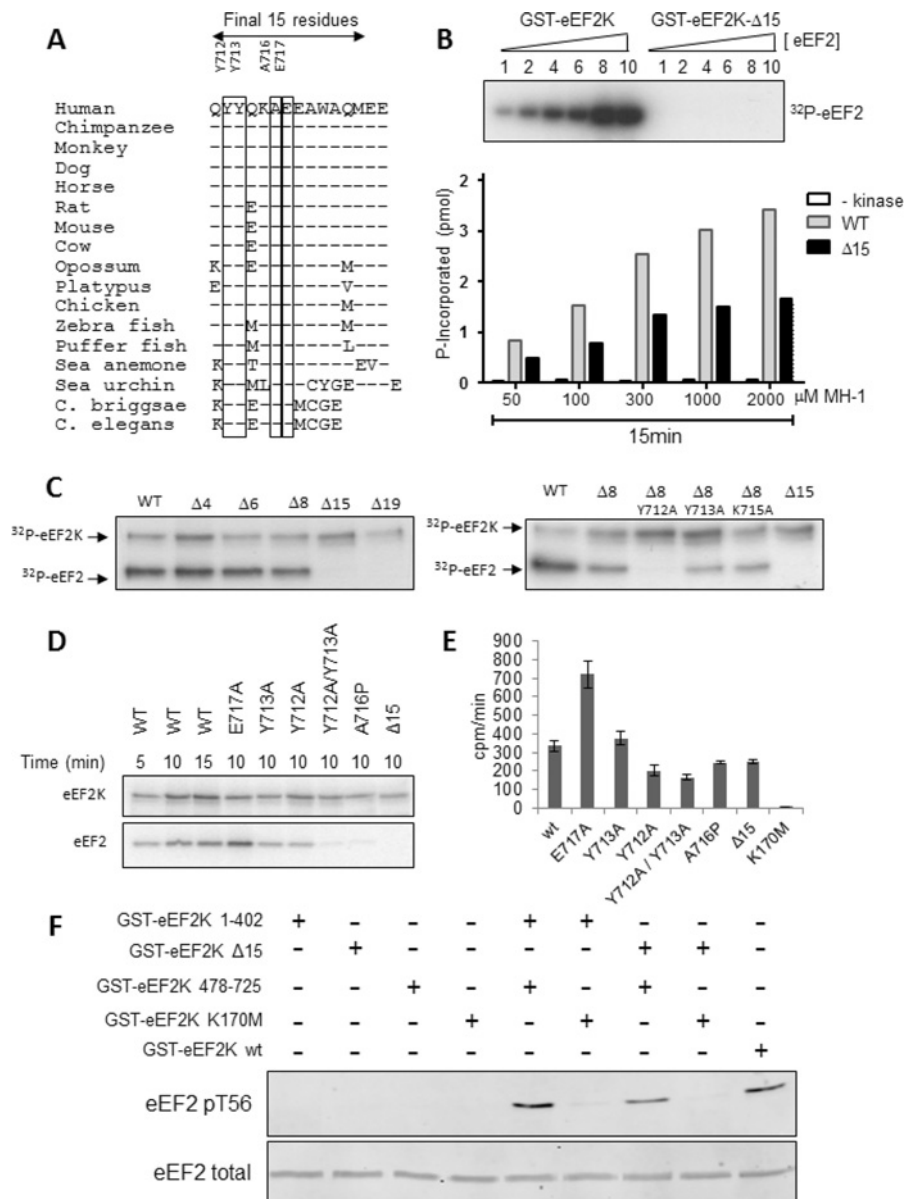 A
Final 15 residues
Y712
Y713
A716
E717
Human QYYQKAEEAWAQMEE
Chimpanzee ---------------
Monkey ---------------
Dog ---------------
Horse ---------------
Rat ---E-----------
Mouse ---E-----------
Cow ---E-----------
Opossum K--E-------M---
Platypus E----------V---
Chicken -----------M---
Zebra fish ---M-------M---
Puffer fish ---M-------L---
Sea anemone K--T--------EV-
Sea urchin K--ML---CYGE---E
C. briggsae K--E---MCGE
C. elegans K--E---MCGE
B
GST-eEF2K GST-eEF2K-Δ15
[ eEF2]
1 2 4 6 8 10 1 2 4 6 8 10
32P-eEF2
P-Incorporated (pmol)
3
2
1
0
2
- kinase
WT
Δ15
50 100 300 1000 2000 μM MH-1
15min
C
WT Δ4 Δ6 Δ8 Δ15 Δ19
32P-eEF2K
32P-eEF2
WT Δ8 Δ8 Y712A Δ8 Y713A Δ8 K715A Δ15
32P-eEF2K
32P-eEF2
D
WT WT WT E717A Y713A Y712A Y712A/Y713A A716P Δ15
Time (min) 5 10 15 10 10 10 10 10 10
eEF2K
eEF2
E
cpm/min
900
800
700
600
500
400
300
200
100
0
wt E717A Y713A Y712A Y712A / Y713A A716P Δ15 K170M
F
GST-eEF2K 1-402 + - - - + + - - -
GST-eEF2K Δ15 - + - - - - + + -
GST-eEF2K 478-725 - - + - + - + - -
GST-eEF2K K170M - - - + - + - + -
GST-eEF2K wt - - - - - - - - +
eEF2 pT56
eEF2 total